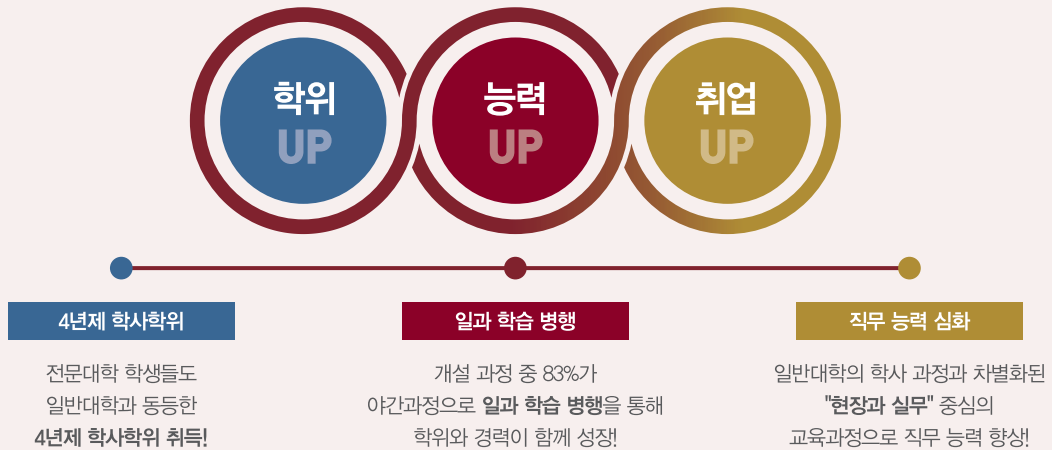 학위
UP
능력
UP
취업
UP
4년제 학사학위
전문대학 학생들도
일반대학과 동등한
4년제 학사학위 취득!
일과 학습 병행
개설 과정 중 83%가
야간과정으로 일과 학습 병행을 통해
학위와 경력이 함께 성장!
직무 능력 심화
일반대학의 학사 과정과 차별화된
"현장과 실무" 중심의
교육과정으로 직무 능력 향상!